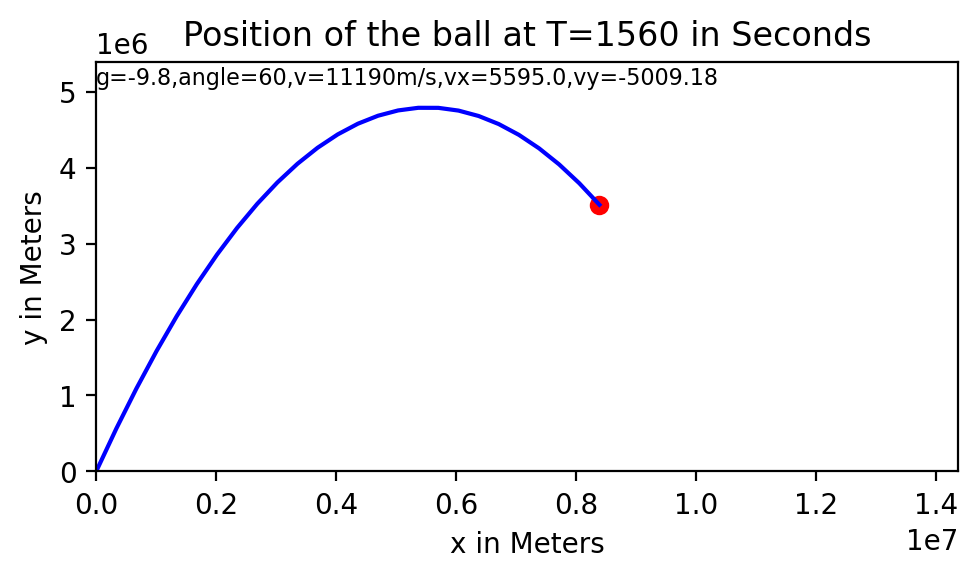 Position of the ball at T=1560 in Seconds
1e6
g=-9.8,angle=60,v=11190m/s,vx=5595.0,vy=-5009.18
5
4
3
2
1
0
y in Meters
0.0 0.2 0.4 0.6 0.8 1.0 1.2 1.4
x in Meters
1e7